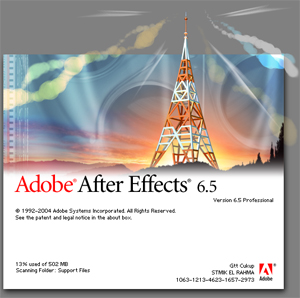 Adobe® After Effects® 6.5
Version 6.5 Professional
© 1992-2004 Adobe Systems Incorporated. All Rights Reserved.
See the patent and legal notice in the about box.
13% used of 502 MB
Scanning Folder: Support Files
Gtt Cukup
STMIK EL RAHMA
1063-1213-4623-1657-2973
Adobe